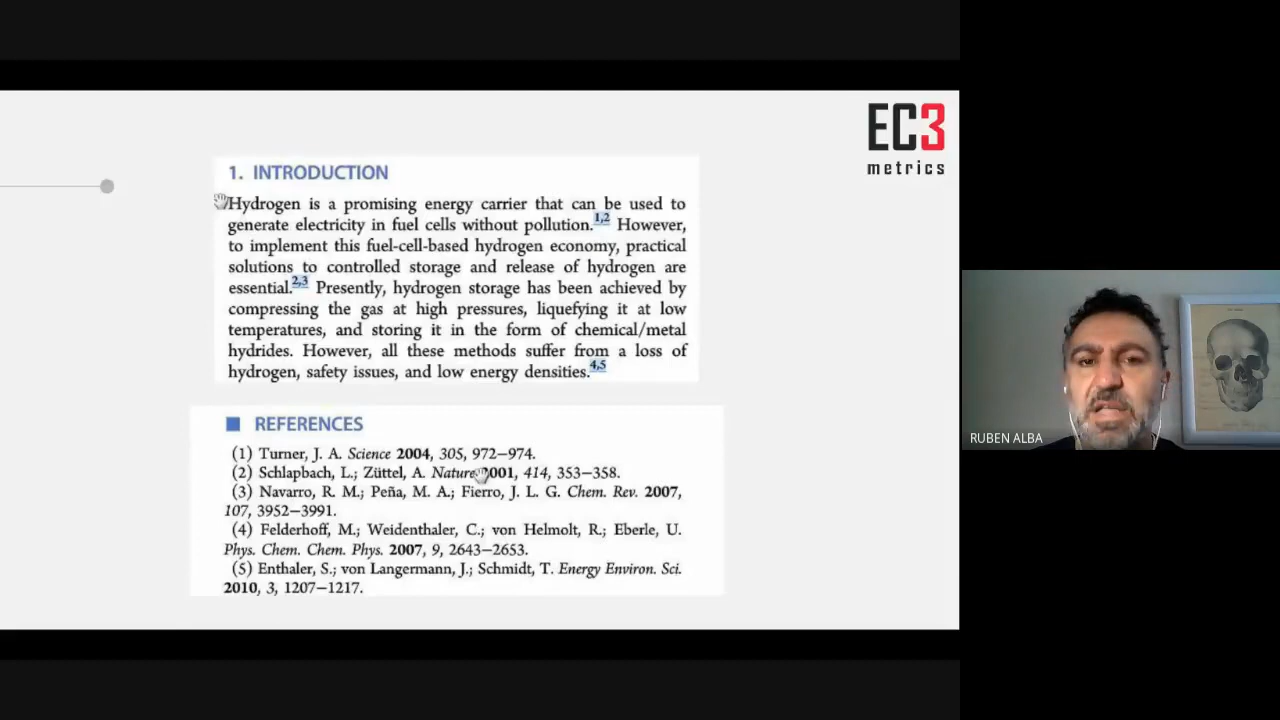 EC3
metrics
1. INTRODUCTION
Hydrogen is a promising energy carrier that can be used to
generate electricity in fuel cells without pollution.1,2 However,
to implement this fuel-cell-based hydrogen economy, practical
solutions to controlled storage and release of hydrogen are
essential.2,3 Presently, hydrogen storage has been achieved by
compressing the gas at high pressures, liquefying it at low
temperatures, and storing it in the form of chemical/metal
hydrides. However, all these methods suffer from a loss of
hydrogen, safety issues, and low energy densities.4,5
REFERENCES
(1) Turner, J. A. Science 2004, 305, 972–974.
(2) Schlapbach, L.; Züttel, A. Nature 2001, 414, 353–358.
(3) Navarro, R. M.; Peña, M. A.; Fierro, J. L. G. Chem. Rev. 2007,
107, 3952–3991.
(4) Felderhoff, M.; Weidenthaler, C.; von Helmolt, R.; Eberle, U.
Phys. Chem. Chem. Phys. 2007, 9, 2643–2653.
(5) Enthaler, S.; von Langermann, J.; Schmidt, T. Energy Environ. Sci.
2010, 3, 1207–1217.
RUBEN ALBA